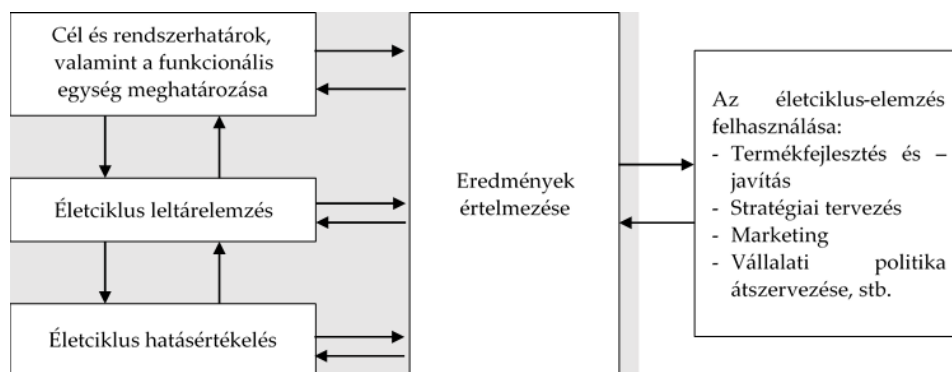 Cél és rendszerhatárok,
valamint a funkcionális
egység meghatározása
Életciklus leltárelemzés
Életciklus hatásértékelés
Eredmények
értelmezése
Az életciklus-elemzés
felhasználása:
- Termékfejlesztés és –
javítás
- Stratégiai tervezés
- Marketing
- Vállalati politika
átszervezése, stb.